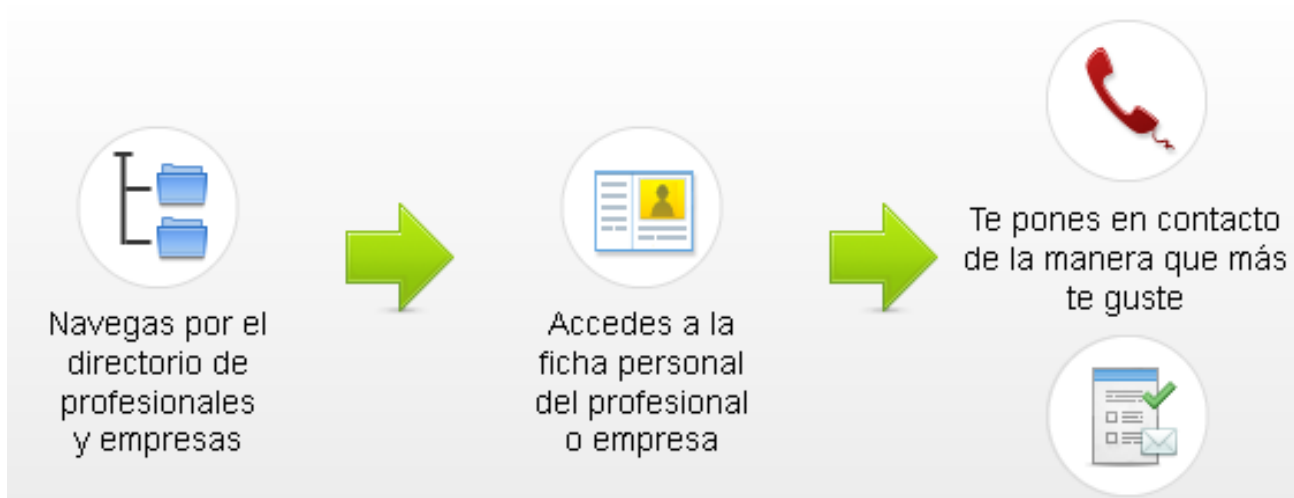 Navegas por el
directorio de
profesionales
y empresas
Accedes a la
ficha personal
del profesional
o empresa
Te pones en contacto
de la manera que más
te guste